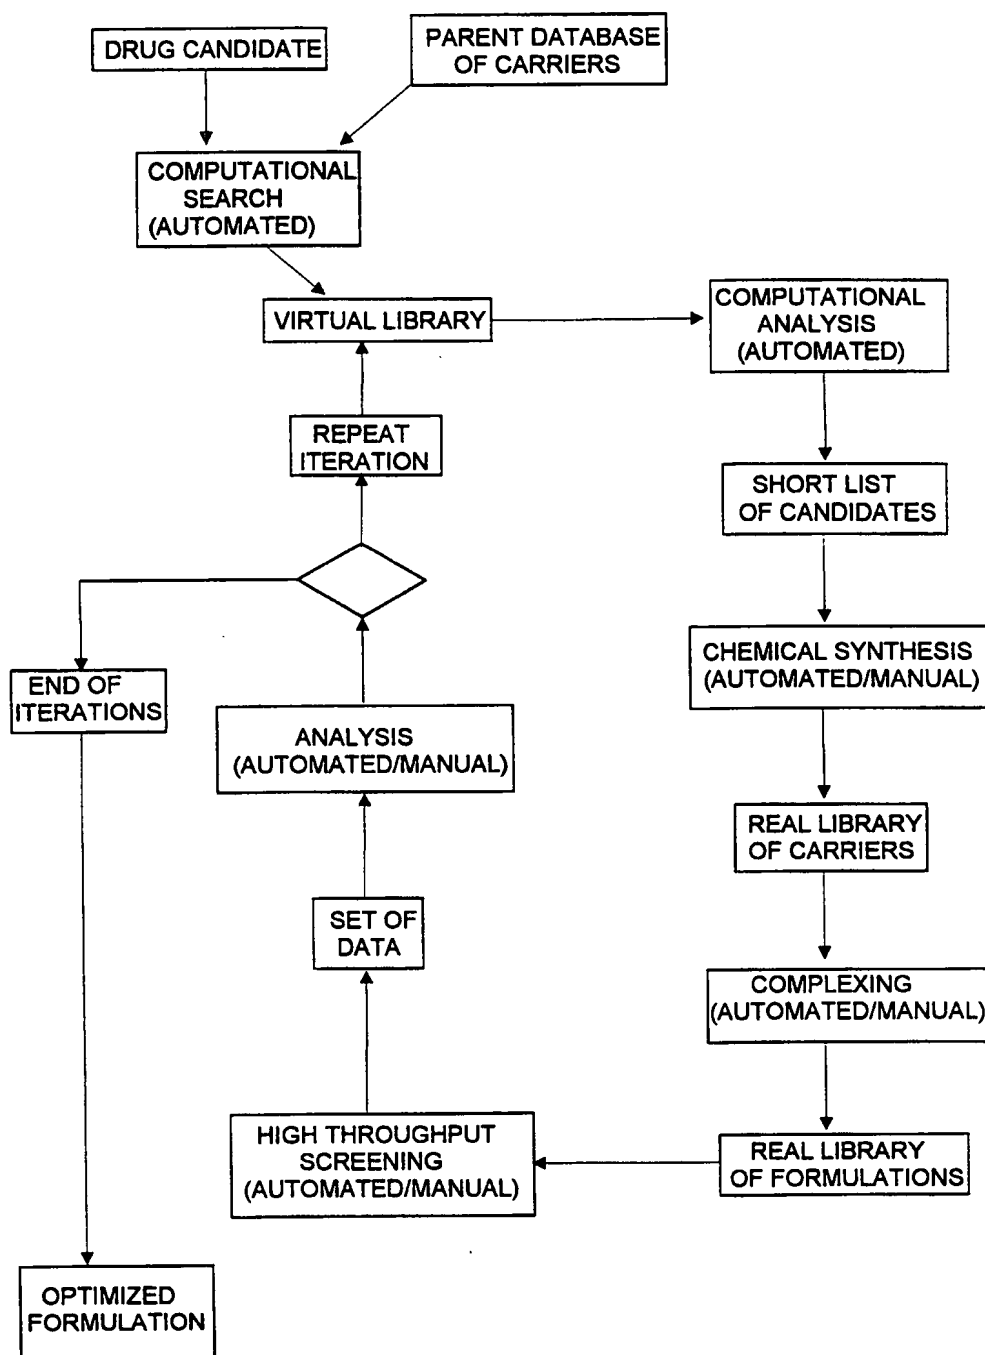 DRUG CANDIDATE
PARENT DATABASE
OF CARRIERS
COMPUTATIONAL
SEARCH
(AUTOMATED)
VIRTUAL LIBRARY
COMPUTATIONAL
ANALYSIS
(AUTOMATED)
REPEAT
ITERATION
SHORT LIST
OF CANDIDATES
CHEMICAL SYNTHESIS
(AUTOMATED/MANUAL)
END OF
ITERATIONS
ANALYSIS
(AUTOMATED/MANUAL)
REAL LIBRARY
OF CARRIERS
SET OF
DATA
COMPLEXING
(AUTOMATED/MANUAL)
HIGH THROUGHPUT
SCREENING
(AUTOMATED/MANUAL)
REAL LIBRARY
OF FORMULATIONS
OPTIMIZED
FORMULATION